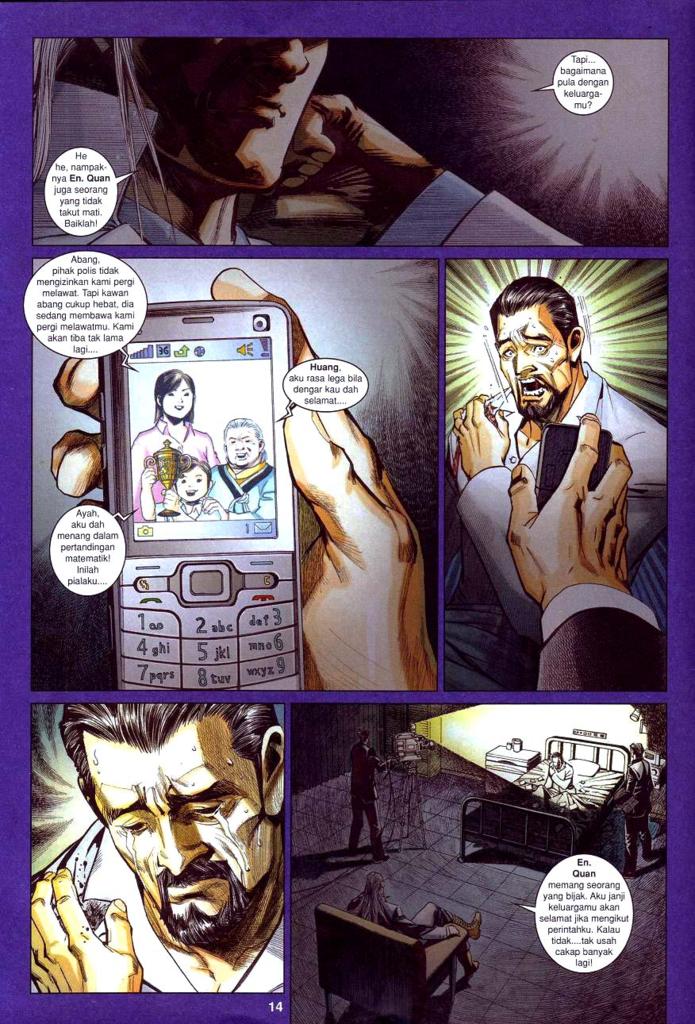 Tapi...
bagaimana
pula dengan
keluarga-
mu?
He
he, nampak-
nya En. Quan
juga seorang
yang tidak
takut mati.
Baiklah!
Abang,
pihak polis tidak
mengizinkan kami pergi
melawat. Tapi kawan
abang cukup hebat, dia
sedang membawa kami
pergi melawatmu. Kami
akan tiba tak lama
lagi....
Huang.
aku rasa lega bila
dengar kau dah
selamat....
Ayah,
aku dah
menang dalam
pertandingan
matematik!
Inilah
pialaku....
3G
1
1 2 abc def 3
4 ghi 5 jkl mno 6
7 pqrs 8 tuv wxyz 9
En.
Quan
memang seorang
yang bijak. Aku janji
keluargamu akan
selamat jika mengikut
perintahku. Kalau
tidak....tak usah
cakap banyak
lagi!
14